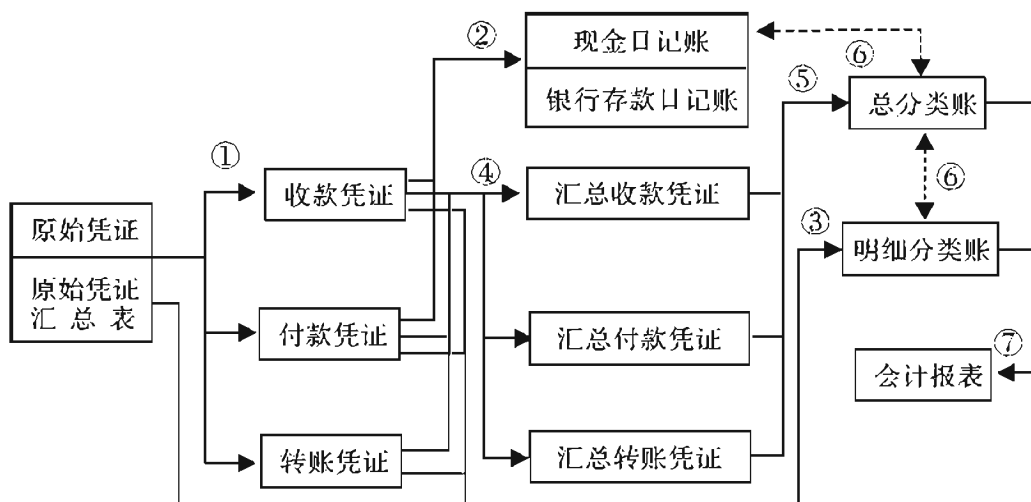 ②
现金日记账
⑥
⑤
银行存款日记账
总分类账
①
收款凭证
④
汇总收款凭证
⑥
原始凭证
③
明细分类账
原始凭证
汇总表
付款凭证
汇总付款凭证
⑦
会计报表
转账凭证
汇总转账凭证